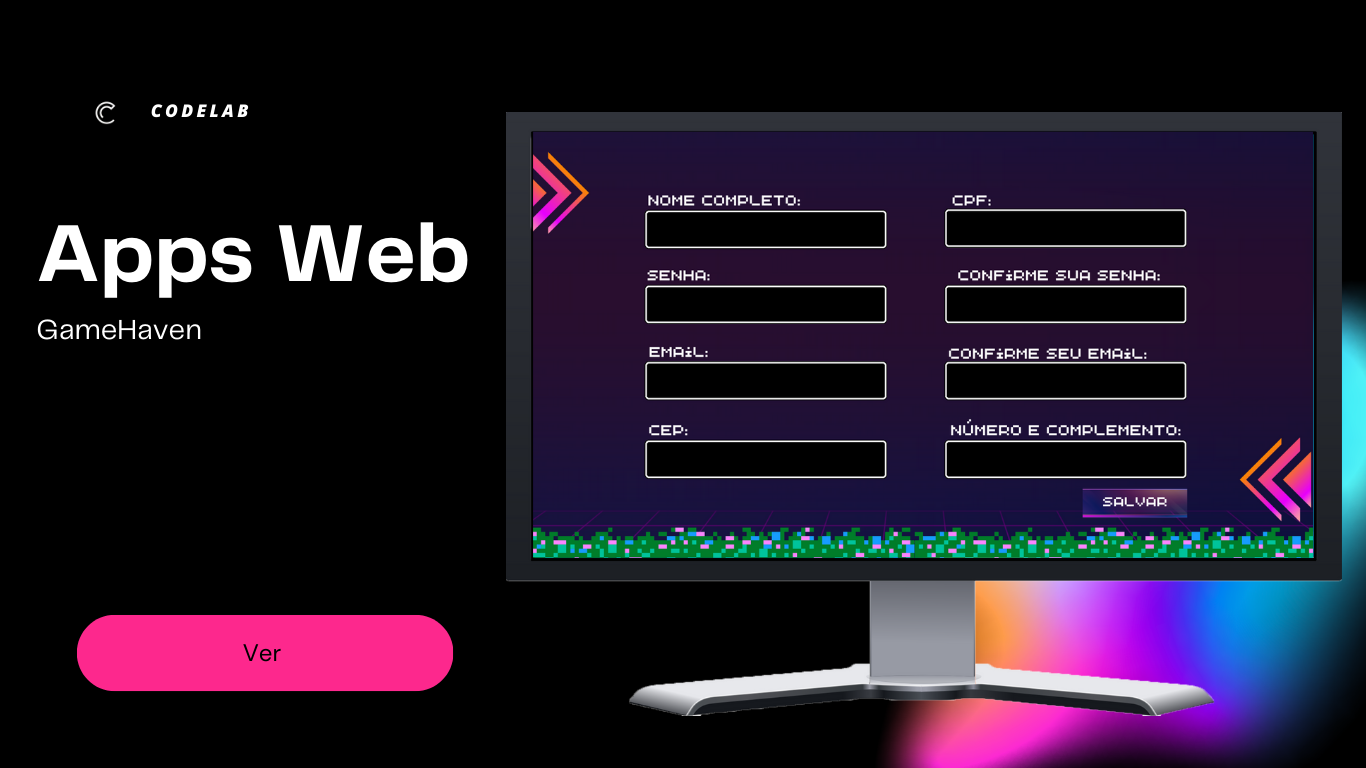 CODELAB
Apps Web
GameHaven
NOME COMPLETO:
CPF:
SENHA:
CONFiRME SUA SENHA:
EMAiL:
CONFiRME SEU EMAiL:
CEP:
NÚMERO E COMPLEMENTO:
SALVAR
Ver